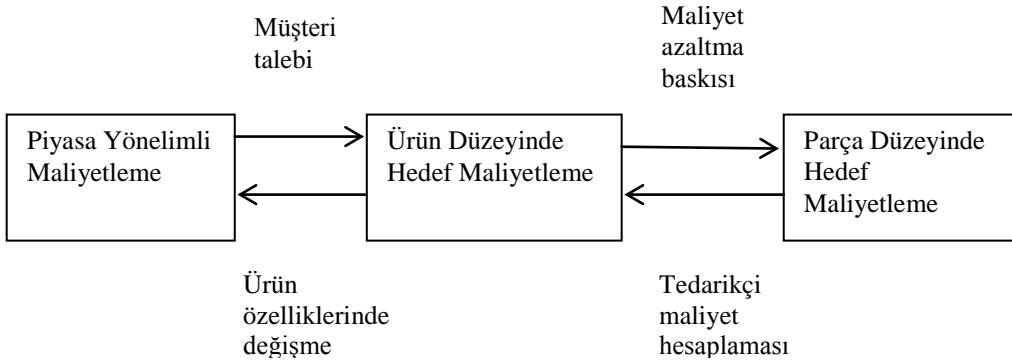 Müşteri
talebi
Maliyet
azaltma
baskısı
Piyasa Yönelimli
Maliyetleme
Ürün Düzeyinde
Hedef Maliyetleme
Parça Düzeyinde
Hedef
Maliyetleme
Ürün
özelliklerinde
değişme
Tedarikçi
maliyet
hesaplaması